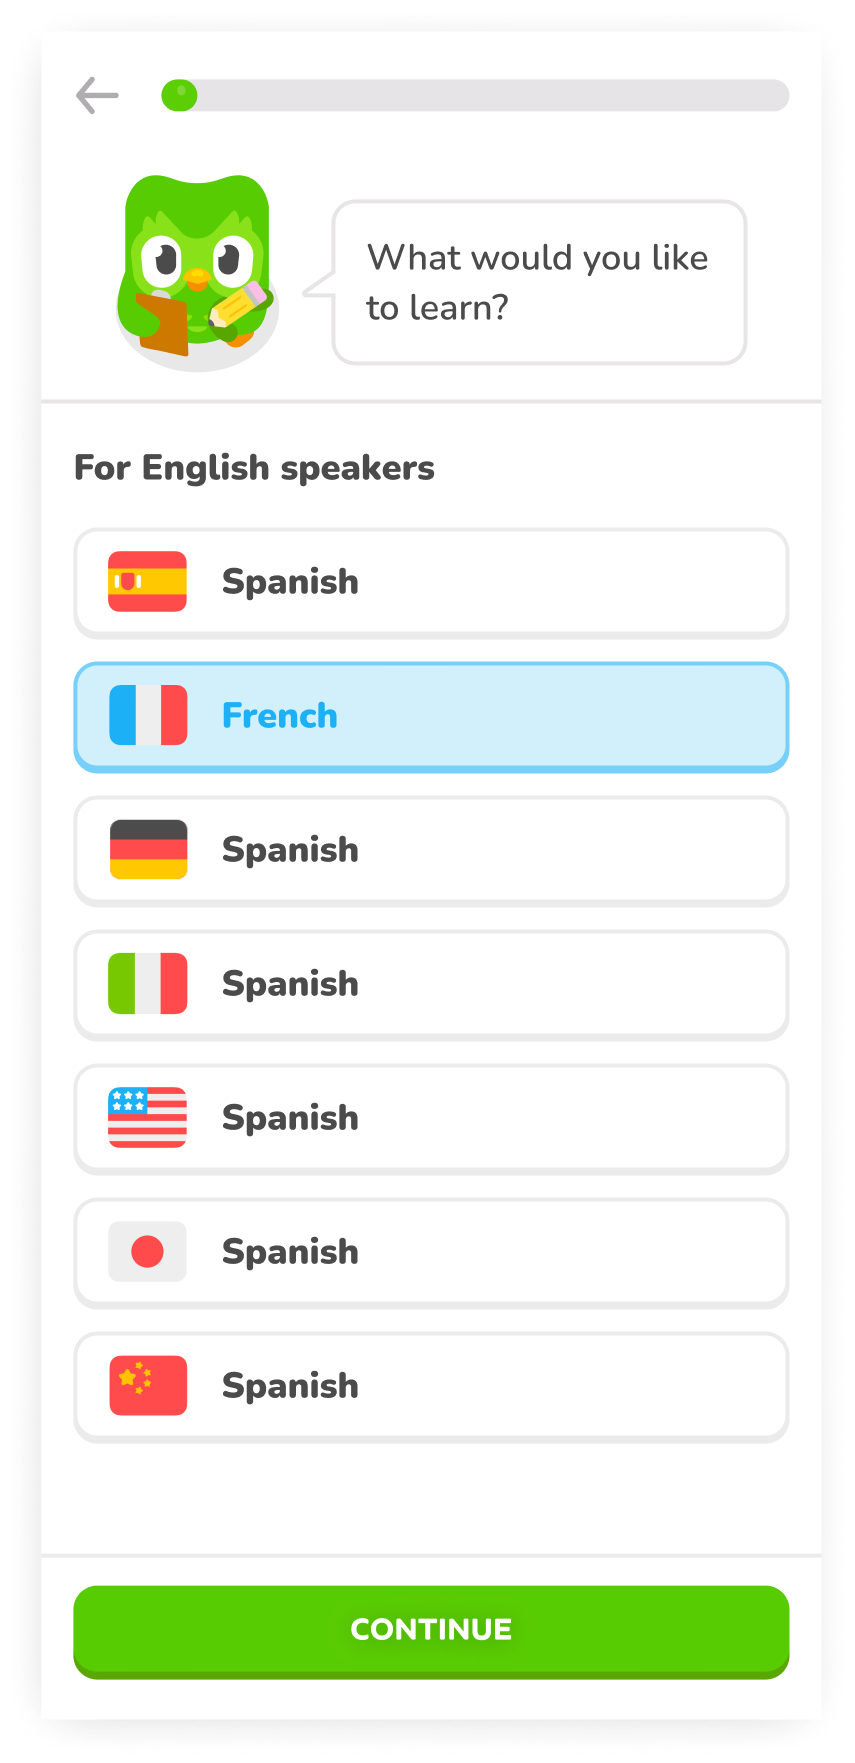 What would you like
to learn?
For English speakers
Spanish
French
Spanish
Spanish
Spanish
Spanish
Spanish
CONTINUE